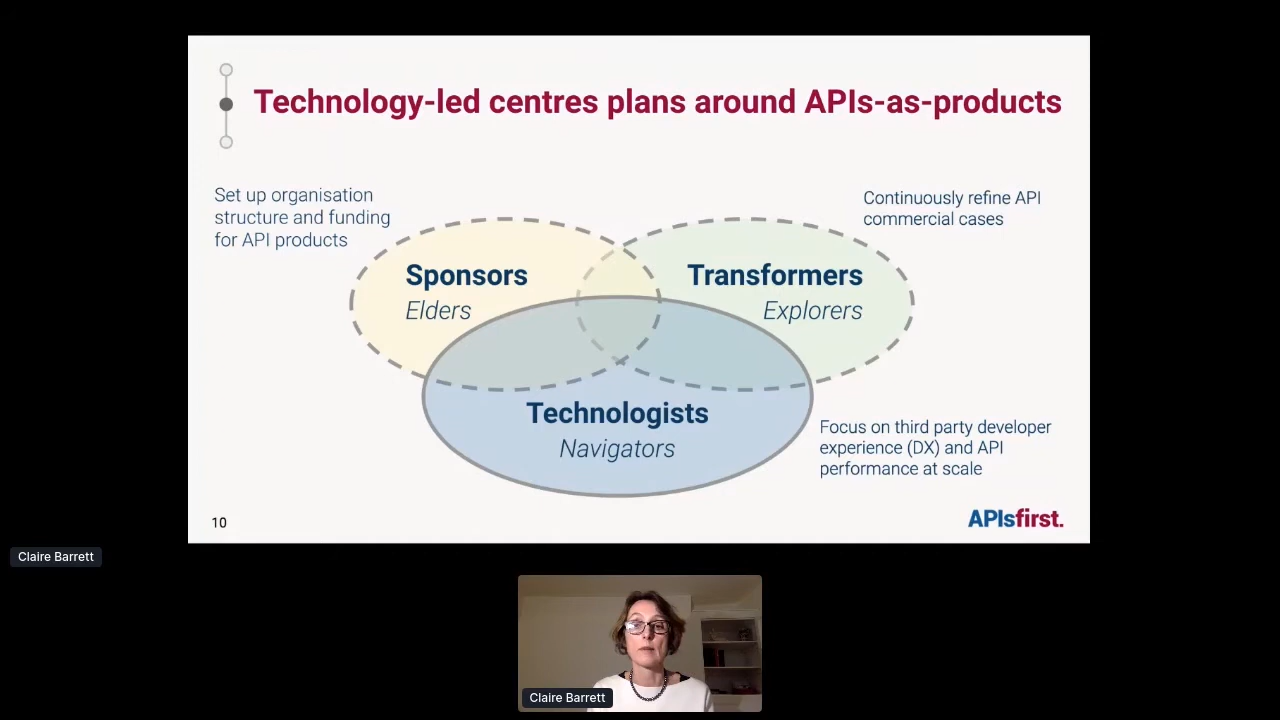 Technology-led centres plans around APIs-as-products
Set up organisation
structure and funding
for API products
Continuously refine API
commercial cases
Sponsors
Elders
Transformers
Explorers
Technologists
Navigators
Focus on third party developer
experience (DX) and API
performance at scale
10
APIsfirst.
Claire Barrett
Claire Barrett